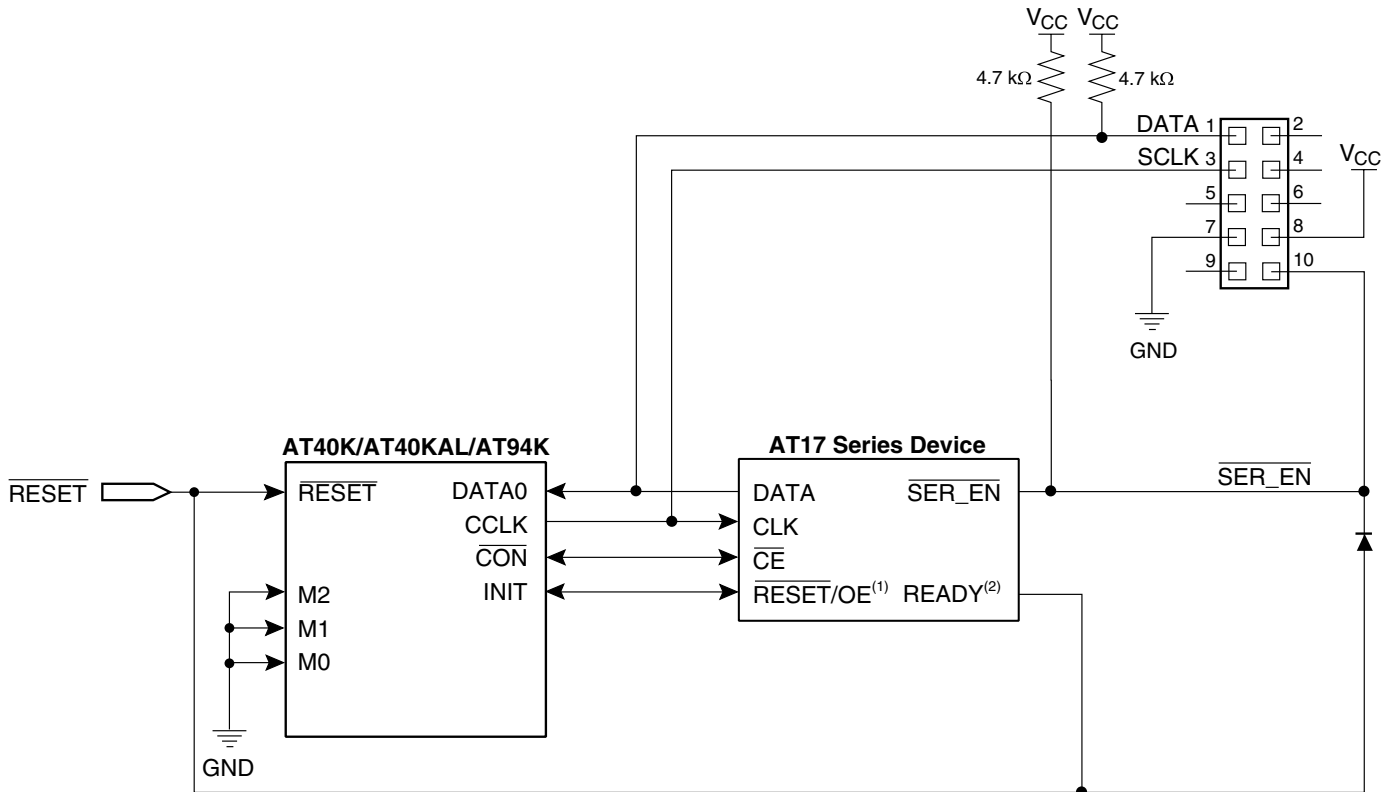 VCC VCC
4.7 kΩ 4.7 kΩ
DATA 1 2
SCLK 3 4 VCC
5 6
7 8
9 10
GND
AT40K/AT40KAL/AT94K AT17 Series Device
RESET RESET DATA0 DATA SER_EN SER_EN
CCLK CLK
CON CE
M2 INIT RESET/OE(1) READY(2)
M1
M0
GND